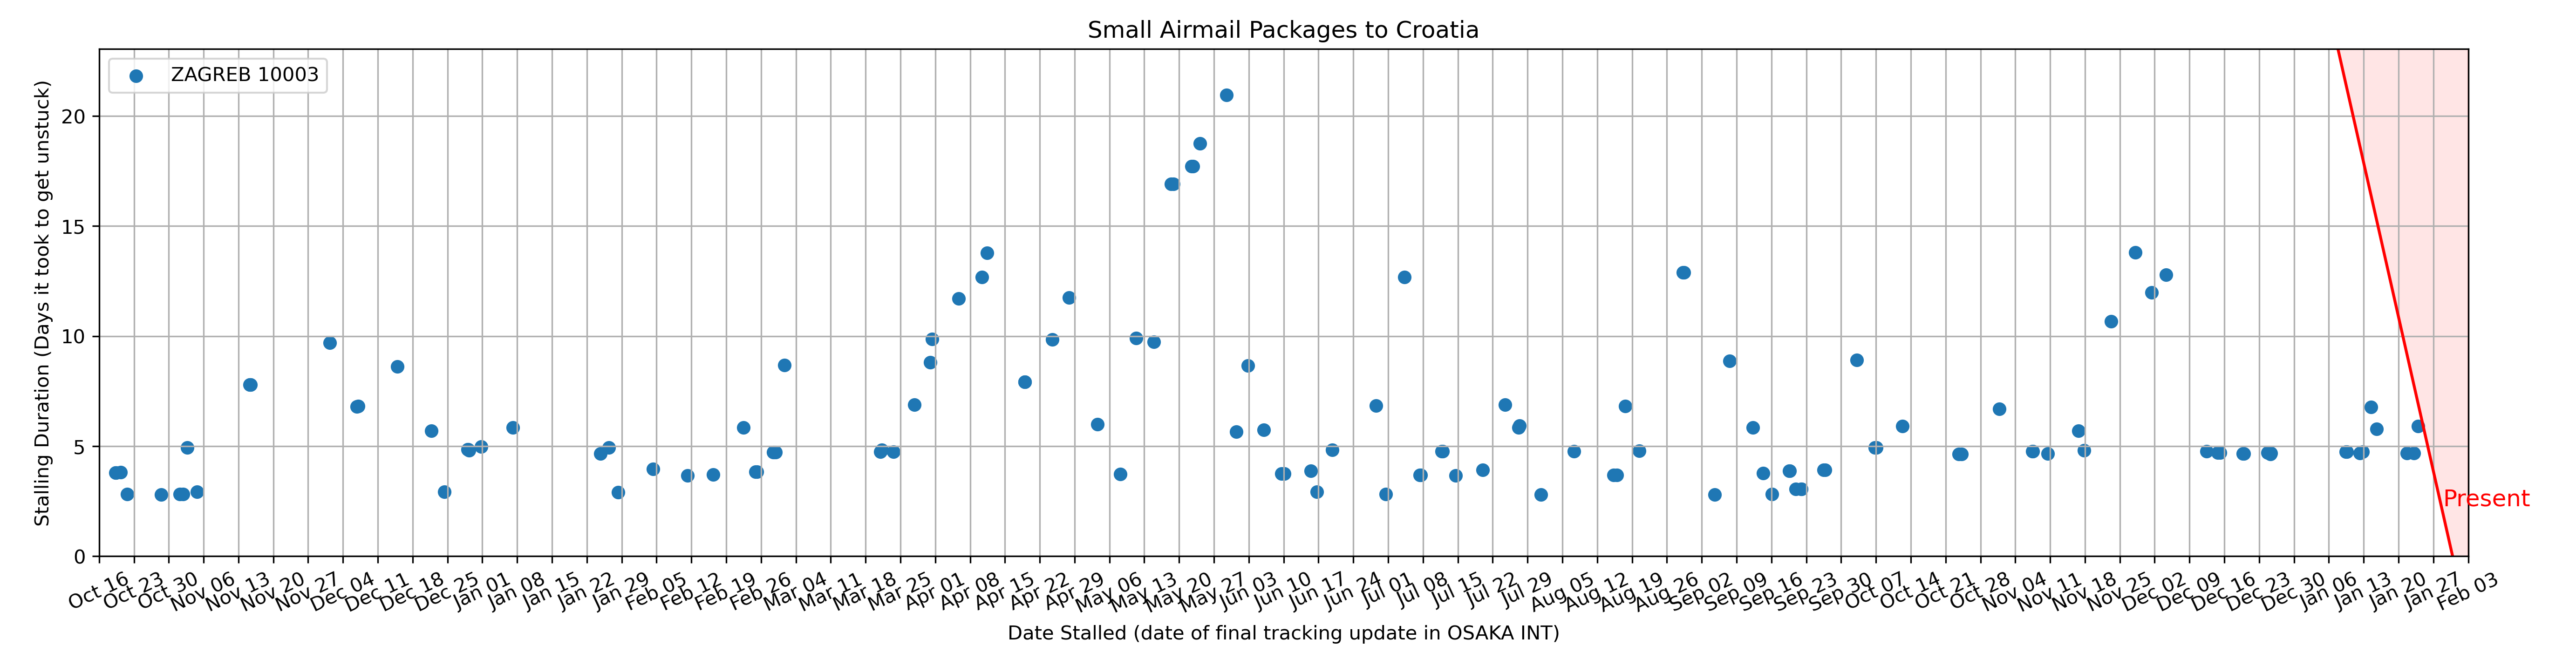 Small Airmail Packages to Croatia
ZAGREB 10003
Stalling Duration (Days it took to get unstuck)
20
15
10
5
0
Present
Oct 16
Oct 23
Oct 30
Nov 06
Nov 13
Nov 20
Nov 27
Dec 04
Dec 11
Dec 18
Dec 25
Jan 01
Jan 08
Jan 15
Jan 22
Jan 29
Feb 05
Feb 12
Feb 19
Feb 26
Mar 04
Mar 11
Mar 18
Mar 25
Apr 01
Apr 08
Apr 15
Apr 22
Apr 29
May 06
May 13
May 20
May 27
Jun 03
Jun 10
Jun 17
Jun 24
Jul 01
Jul 08
Jul 15
Jul 22
Jul 29
Aug 05
Aug 12
Aug 19
Aug 26
Sep 02
Sep 09
Sep 16
Sep 23
Sep 30
Oct 07
Oct 14
Oct 21
Oct 28
Nov 04
Nov 11
Nov 18
Nov 25
Dec 02
Dec 09
Dec 16
Dec 23
Dec 30
Jan 06
Jan 13
Jan 20
Jan 27
Feb 03
Date Stalled (date of final tracking update in OSAKA INT)